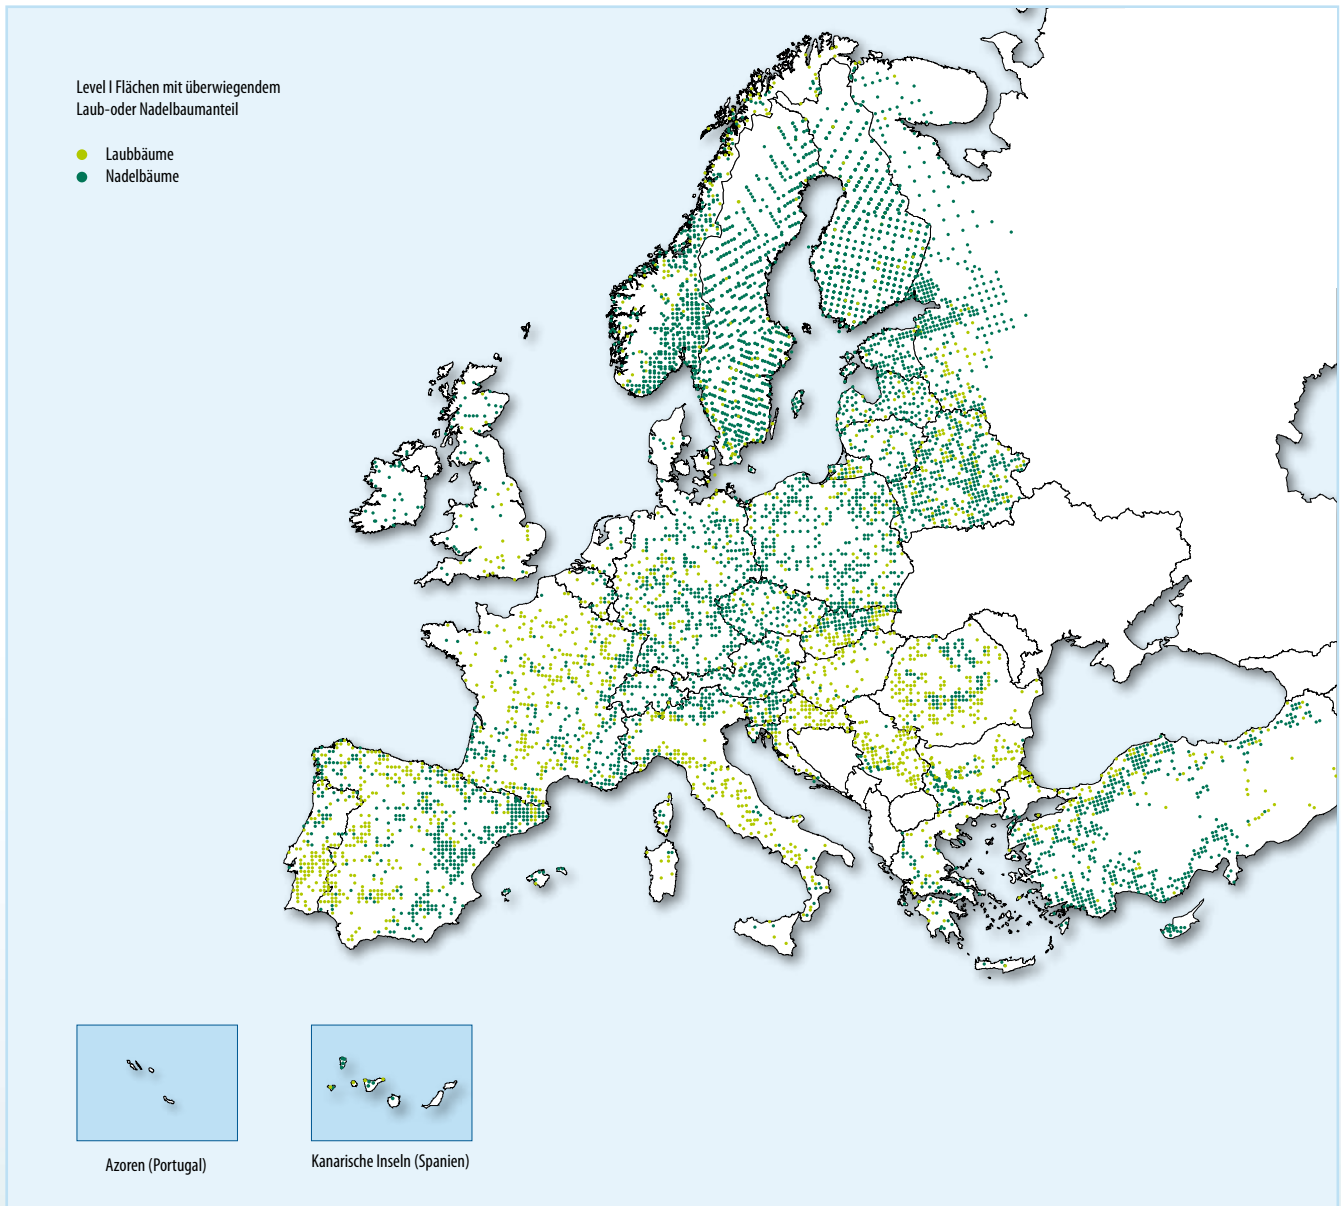 Level I Flächen mit überwiegendem
Laub-oder Nadelbaumanteil
Laubbäume
Nadelbäume
Azoren (Portugal)
Kanarische Inseln (Spanien)